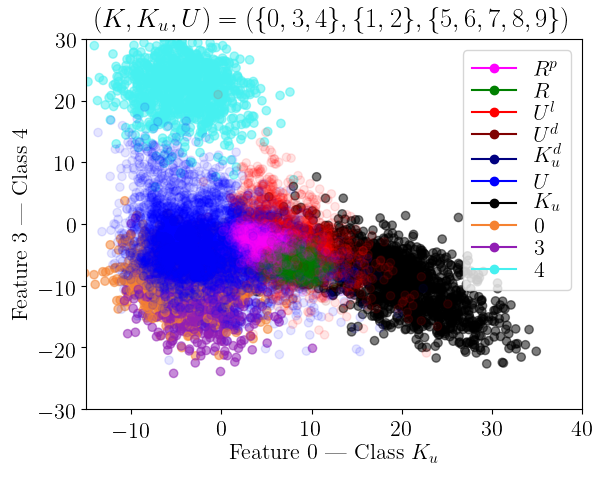 (K, K_u, U) = ({0, 3, 4}, {1, 2}, {5, 6, 7, 8, 9})
Feature 3 — Class 4
30
20
10
0
−10
−20
−30
−10 0 10 20 30 40
Feature 0 — Class K_u
R^p
R
U^l
U^d
K_u^d
U
K_u
0
3
4